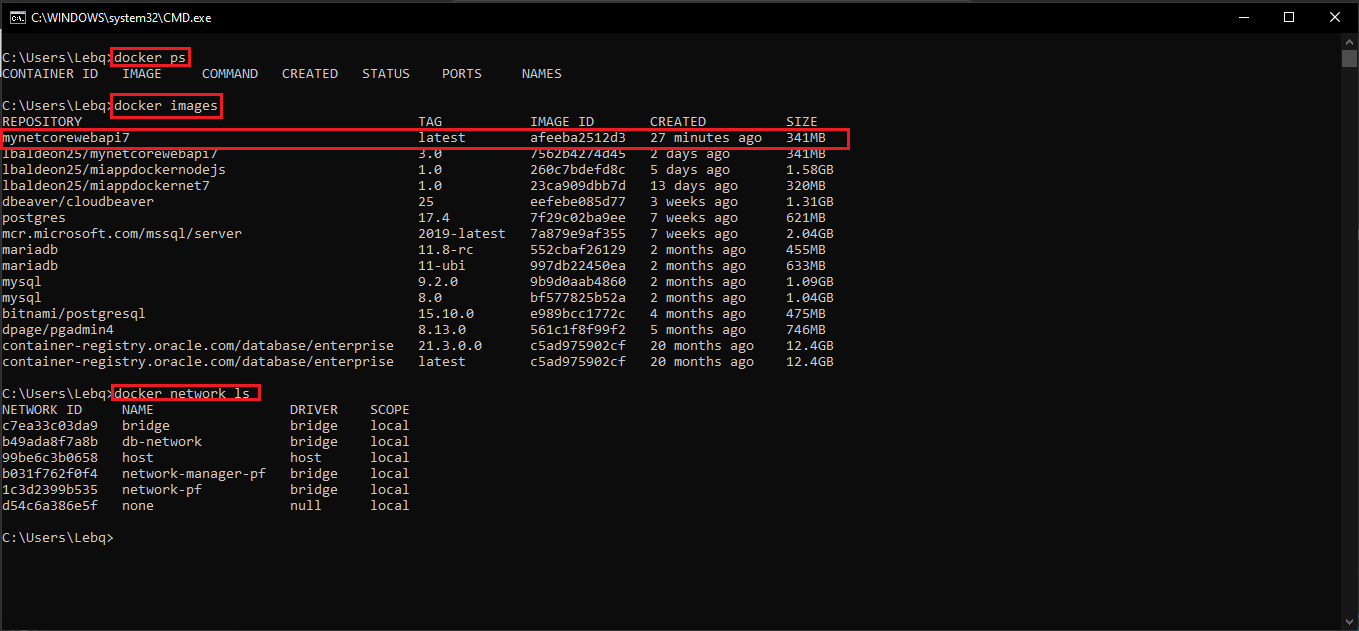 C:\WINDOWS\system32\CMD.exe
C:\Users\Lebq>docker ps
CONTAINER ID   IMAGE     COMMAND   CREATED   STATUS    PORTS     NAMES
C:\Users\Lebq>docker images
REPOSITORY                                       TAG           IMAGE ID       CREATED          SIZE
mynetcorewebapi7                                 latest        afeeba2512d3   27 minutes ago   341MB
lbaldeon25/mynetcorewebapi7                      3.0           7562b4274d45   2 days ago       341MB
lbaldeon25/miappdockernodejs                     1.0           260c7bdefd8c   5 days ago       1.58GB
lbaldeon25/miappdockernet7                       1.0           23ca909dbb7d   13 days ago      320MB
dbeaver/cloudbeaver                              25            eefebe085d77   3 weeks ago      1.31GB
postgres                                         17.4          7f29c02ba9ee   7 weeks ago      621MB
mcr.microsoft.com/mssql/server                   2019-latest   7a879e9af355   7 weeks ago      2.04GB
mariadb                                          11.8-rc       552cbaf26129   2 months ago     455MB
mariadb                                          11-ubi        997db22450ea   2 months ago     633MB
mysql                                            9.2.0         9b9d0aab4860   2 months ago     1.09GB
mysql                                            8.0           bf577825b52a   2 months ago     1.04GB
bitnami/postgresql                               15.10.0       e989bcc1772c   4 months ago     475MB
dpage/pgadmin4                                   8.13.0        561c1f8f99f2   5 months ago     746MB
container-registry.oracle.com/database/enterprise   21.3.0.0      c5ad975902cf   20 months ago    12.4GB
container-registry.oracle.com/database/enterprise   latest        c5ad975902cf   20 months ago    12.4GB
C:\Users\Lebq>docker network ls
NETWORK ID     NAME                 DRIVER    SCOPE
c7ea33c03da9   bridge               bridge    local
b49ada8f7a8b   db-network           bridge    local
99be6c3b0658   host                 host      local
b031f762f0f4   network-manager-pf   bridge    local
1c3d2399b535   network-pf           bridge    local
d54c6a386e5f   none                 null      local
C:\Users\Lebq>